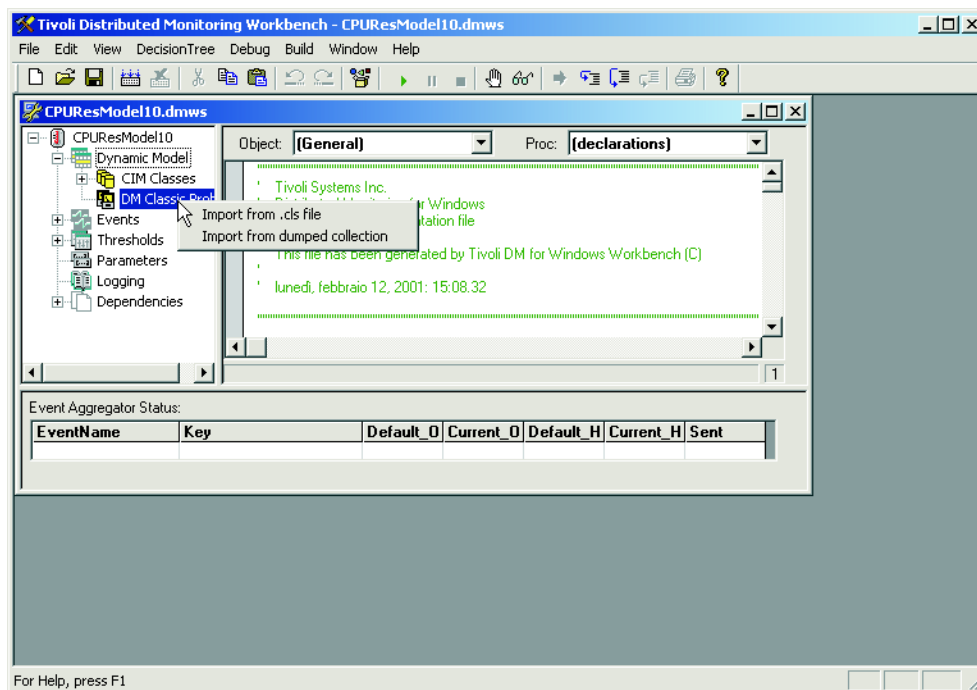 Tivoli Distributed Monitoring Workbench - CPUResModel10.dmws
File Edit View DecisionTree Debug Build Window Help
CPUResModel10.dmws
CPUResModel10
Dynamic Model
CIM Classes
DM Classic
Events
Thresholds
Parameters
Logging
Dependencies
Import from .cls file
Import from dumped collection
Object: (General) Proc: (declarations)
' Tivoli Systems Inc.
for Windows
file
This file has been generated by Tivoli DM for Windows Workbench (C)
'
' lunedì, febbraio 12, 2001: 15:08.32
1
Event Aggregator Status:
EventName Key Default_O Current_O Default_H Current_H Sent
For Help, press F1